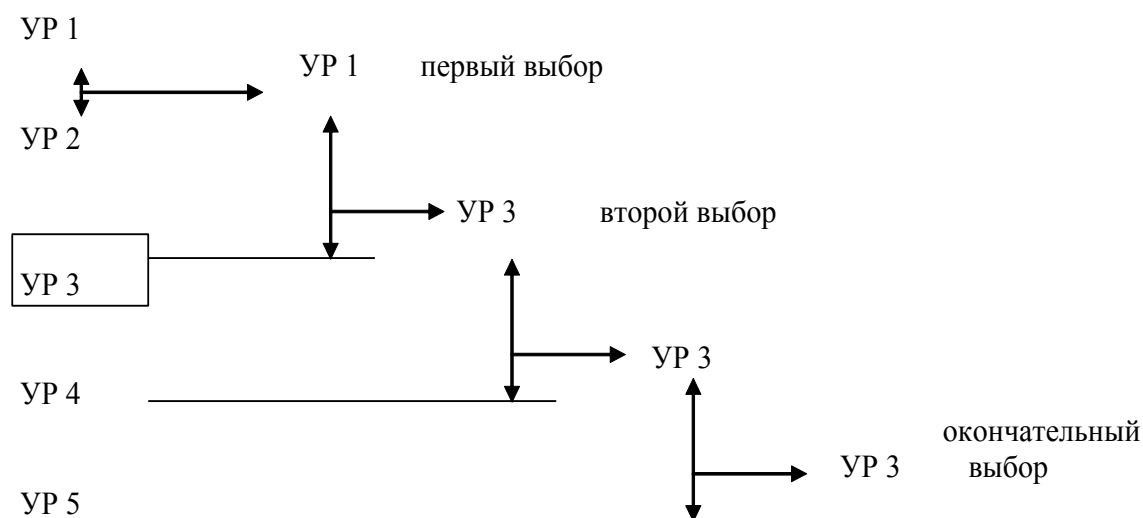 УР 1
УР 1 первый выбор
УР 2
УР 3 второй выбор
УР 3
УР 3
УР 4
окончательный
УР 3 выбор
УР 5